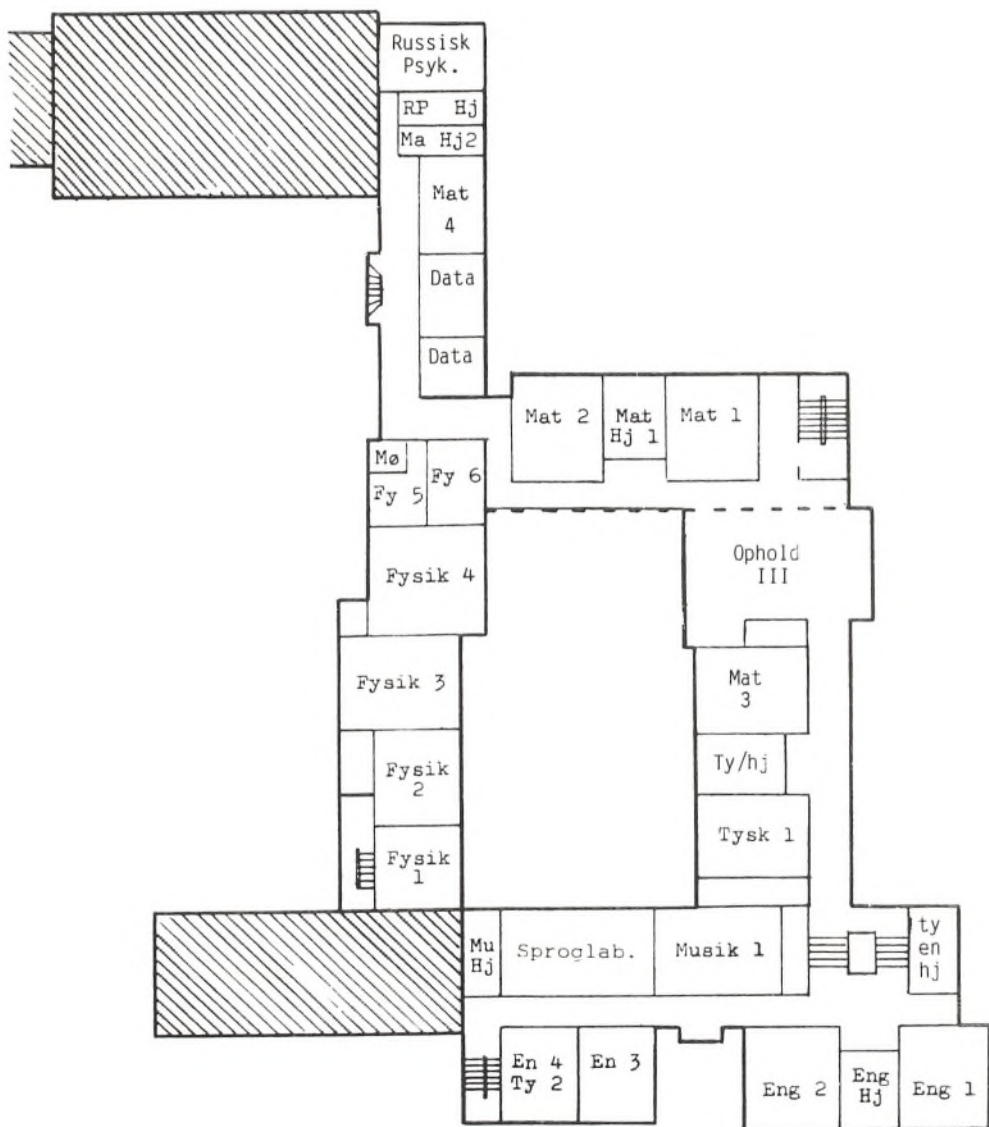 Russisk
Psyk.
RP Hj
Ma Hj2
Mat
4
Data
Data
Mat 2
Mat
Hj 1
Mat 1
Mø
Fy 5
Fy 6
Fysik 4
Ophold
III
Fysik 3
Mat
3
Fysik
2
Ty/hj
Tysk 1
Fysik
1
Mu
Hj
Sproglab.
Musik 1
ty
en
hj
En 4
Ty 2
En 3
Eng 2
Eng
Hj
Eng 1